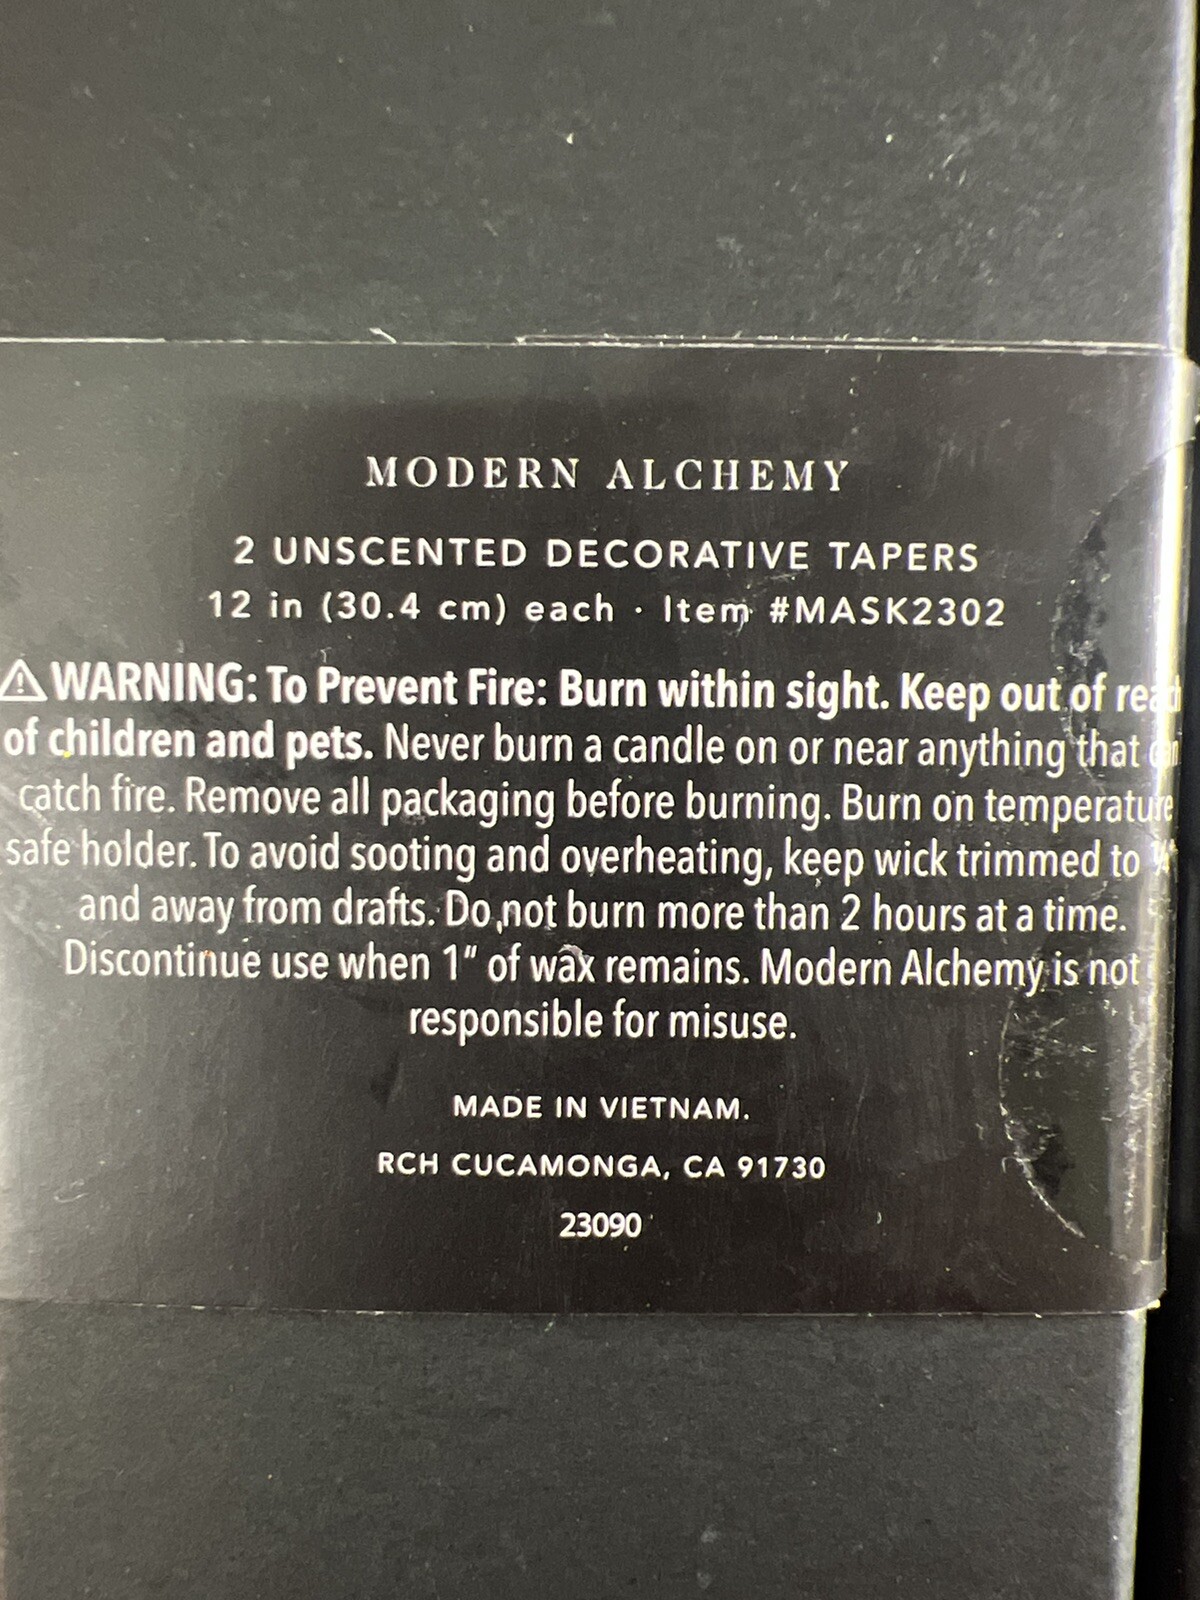 MODERN ALCHEMY
2 UNSCENTED DECORATIVE TAPERS
12 in (30.4 cm) each · Item #MASK2302
⚠WARNING: To Prevent Fire: Burn within sight. Keep out of reach
of children and pets. Never burn a candle on or near anything that can
catch fire. Remove all packaging before burning. Burn on temperature
safe holder. To avoid sooting and overheating, keep wick trimmed to ¼"
and away from drafts. Do not burn more than 2 hours at a time.
Discontinue use when 1" of wax remains. Modern Alchemy is not
responsible for misuse.
MADE IN VIETNAM.
RCH CUCAMONGA, CA 91730
23090